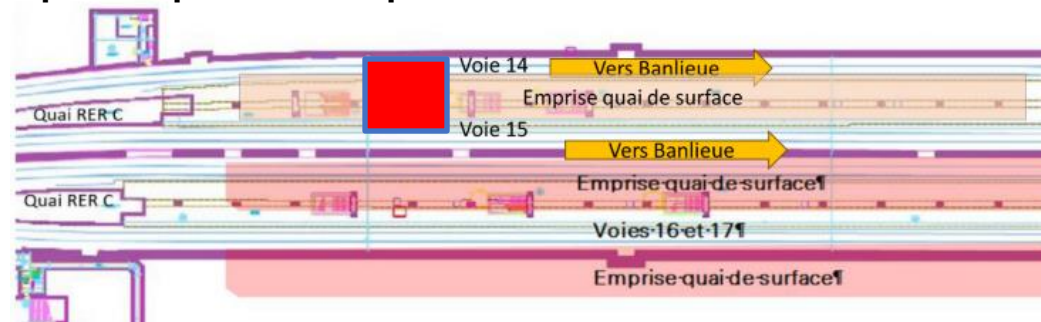 Voie 14
Vers Banlieue
Emprise quai de surface
Quai RER C
Voie 15
Vers Banlieue
Emprise·quai·de·surface¶
Quai RER C
Voies·16·et·17¶
Emprise·quai·de·surface¶